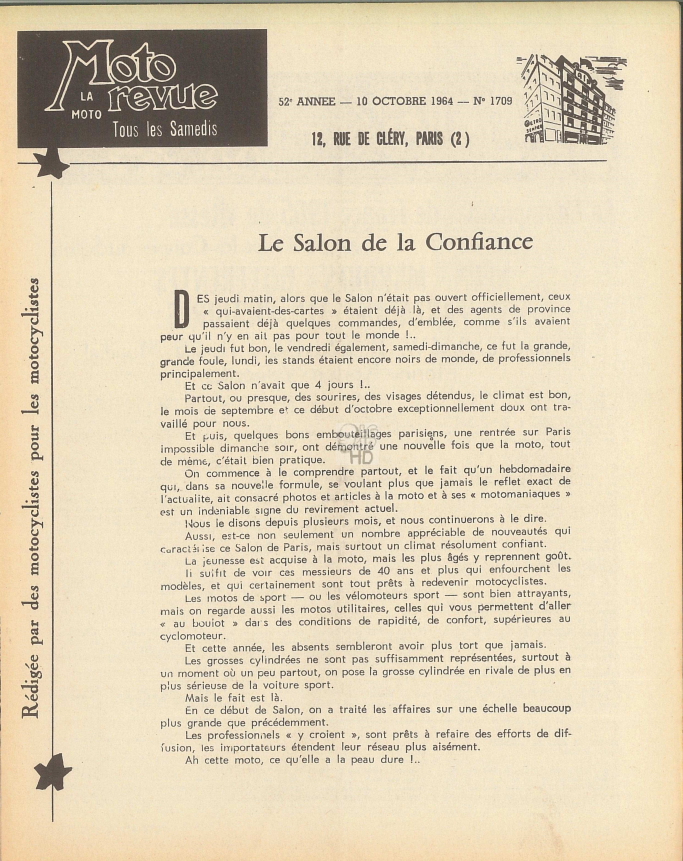 Moto
LA revue
MOTO
Tous les Samedis
52e ANNEE — 10 OCTOBRE 1964 — No 1709
12, RUE DE CLÉRY, PARIS (2)
Rédigée par des motocyclistes pour les motocyclistes
Le Salon de la Confiance
DES jeudi matin, alors que le Salon n'était pas ouvert officiellement, ceux
« qui-avaient-des-cartes » étaient déjà là, et des agents de province
passaient déjà quelques commandes, d'emblée, comme s'ils avaient
peur qu'il n'y en ait pas pour tout le monde !..
Le jeudi fut bon, le vendredi également, samedi-dimanche, ce fut la grande,
grande foule, lundi, les stands étaient encore noirs de monde, de professionnels
principalement.
Et ce Salon n'avait que 4 jours !..
Partout, ou presque, des sourires, des visages détendus, le climat est bon,
le mois de septembre et ce début d'octobre exceptionnellement doux ont tra-
vaillé pour nous.
Et puis, quelques bons embouteillages parisiens, une rentrée sur Paris
impossible dimanche soir, ont démontré une nouvelle fois que la moto, tout
de même, c'était bien pratique.
On commence à le comprendre partout, et le fait qu'un hebdomadaire
qui, dans sa nouvelle formule, se voulant plus que jamais le reflet exact de
l'actualite, ait consacré photos et articles à la moto et à ses « motomaniaques »
est un indeniable signe du revirement actuel.
Nous le disons depuis plusieurs mois, et nous continuerons à le dire.
Aussi, est-ce non seulement un nombre appréciable de nouveautés qui
caractérise ce Salon de Paris, mais surtout un climat résolument confiant.
La jeunesse est acquise à la moto, mais les plus âgés y reprennent goût.
Il suffit de voir ces messieurs de 40 ans et plus qui enfourchent les
modèles, et qui certainement sont tout prêts à redevenir motocyclistes.
Les motos de sport — ou les vélomoteurs sport — sont bien attrayants,
mais on regarde aussi les motos utilitaires, celles qui vous permettent d'aller
« au boulot » dans des conditions de rapidité, de confort, supérieures au
cyclomoteur.
Et cette année, les absents sembleront avoir plus tort que jamais.
Les grosses cylindrées ne sont pas suffisamment représentées, surtout à
un moment où un peu partout, on pose la grosse cylindrée en rivale de plus en
plus sérieuse de la voiture sport.
Mais le fait est là.
En ce début de Salon, on a traité les affaires sur une échelle beaucoup
plus grande que précédemment.
Les professionnels « y croient », sont prêts à refaire des efforts de dif-
fusion, les importateurs étendent leur réseau plus aisément.
Ah cette moto, ce qu'elle a la peau dure !..
HD